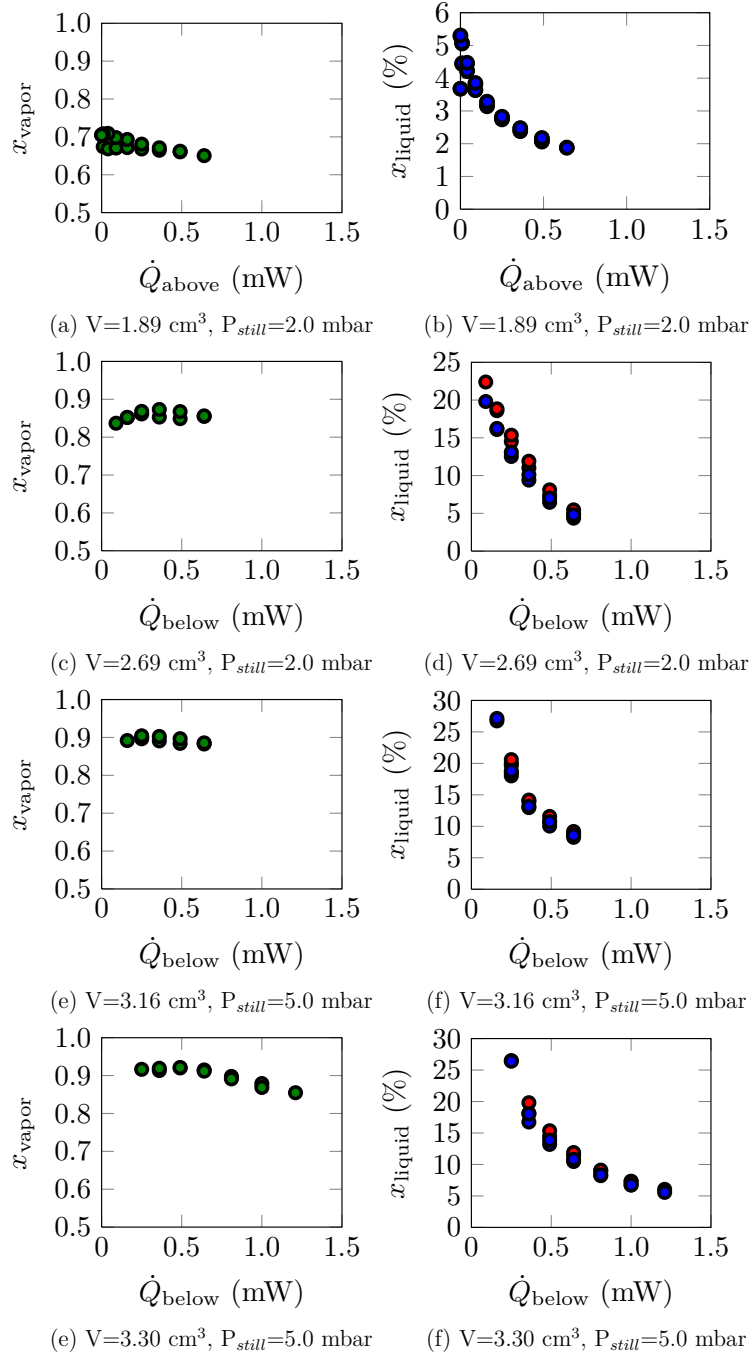 1.0
0.9
0.8
0.7
0.6
0.5
x_vapor
0 0.5 1.0 1.5
Q̇_above (mW)
(a) V=1.89 cm³, P_still=2.0 mbar
6
5
4
3
2
1
0
x_liquid (%)
0 0.5 1.0 1.5
Q̇_above (mW)
(b) V=1.89 cm³, P_still=2.0 mbar
1.0
0.9
0.8
0.7
0.6
0.5
x_vapor
0 0.5 1.0 1.5
Q̇_below (mW)
(c) V=2.69 cm³, P_still=2.0 mbar
25
20
15
10
5
0
x_liquid (%)
0 0.5 1.0 1.5
Q̇_below (mW)
(d) V=2.69 cm³, P_still=2.0 mbar
1.0
0.9
0.8
0.7
0.6
0.5
x_vapor
0 0.5 1.0 1.5
Q̇_below (mW)
(e) V=3.16 cm³, P_still=5.0 mbar
30
25
20
15
10
5
0
x_liquid (%)
0 0.5 1.0 1.5
Q̇_below (mW)
(f) V=3.16 cm³, P_still=5.0 mbar
1.0
0.9
0.8
0.7
0.6
0.5
x_vapor
0 0.5 1.0 1.5
Q̇_below (mW)
(e) V=3.30 cm³, P_still=5.0 mbar
30
25
20
15
10
5
0
x_liquid (%)
0 0.5 1.0 1.5
Q̇_below (mW)
(f) V=3.30 cm³, P_still=5.0 mbar